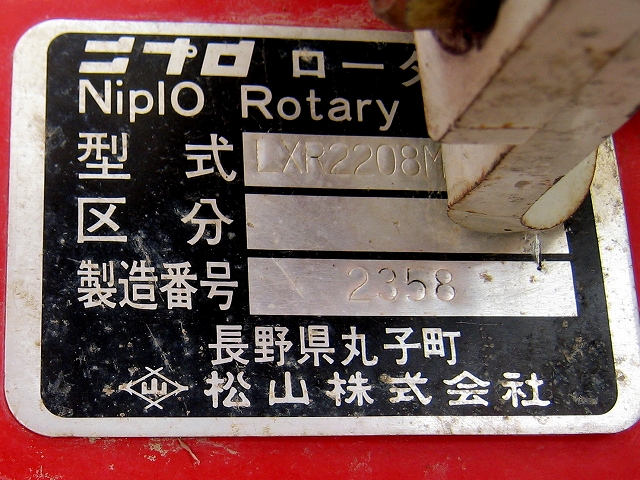 ニプロ ロータ
NiplO Rotary
型式 LXR2208M
区分
製造番号 2358
長野県丸子町
山 松山株式会社